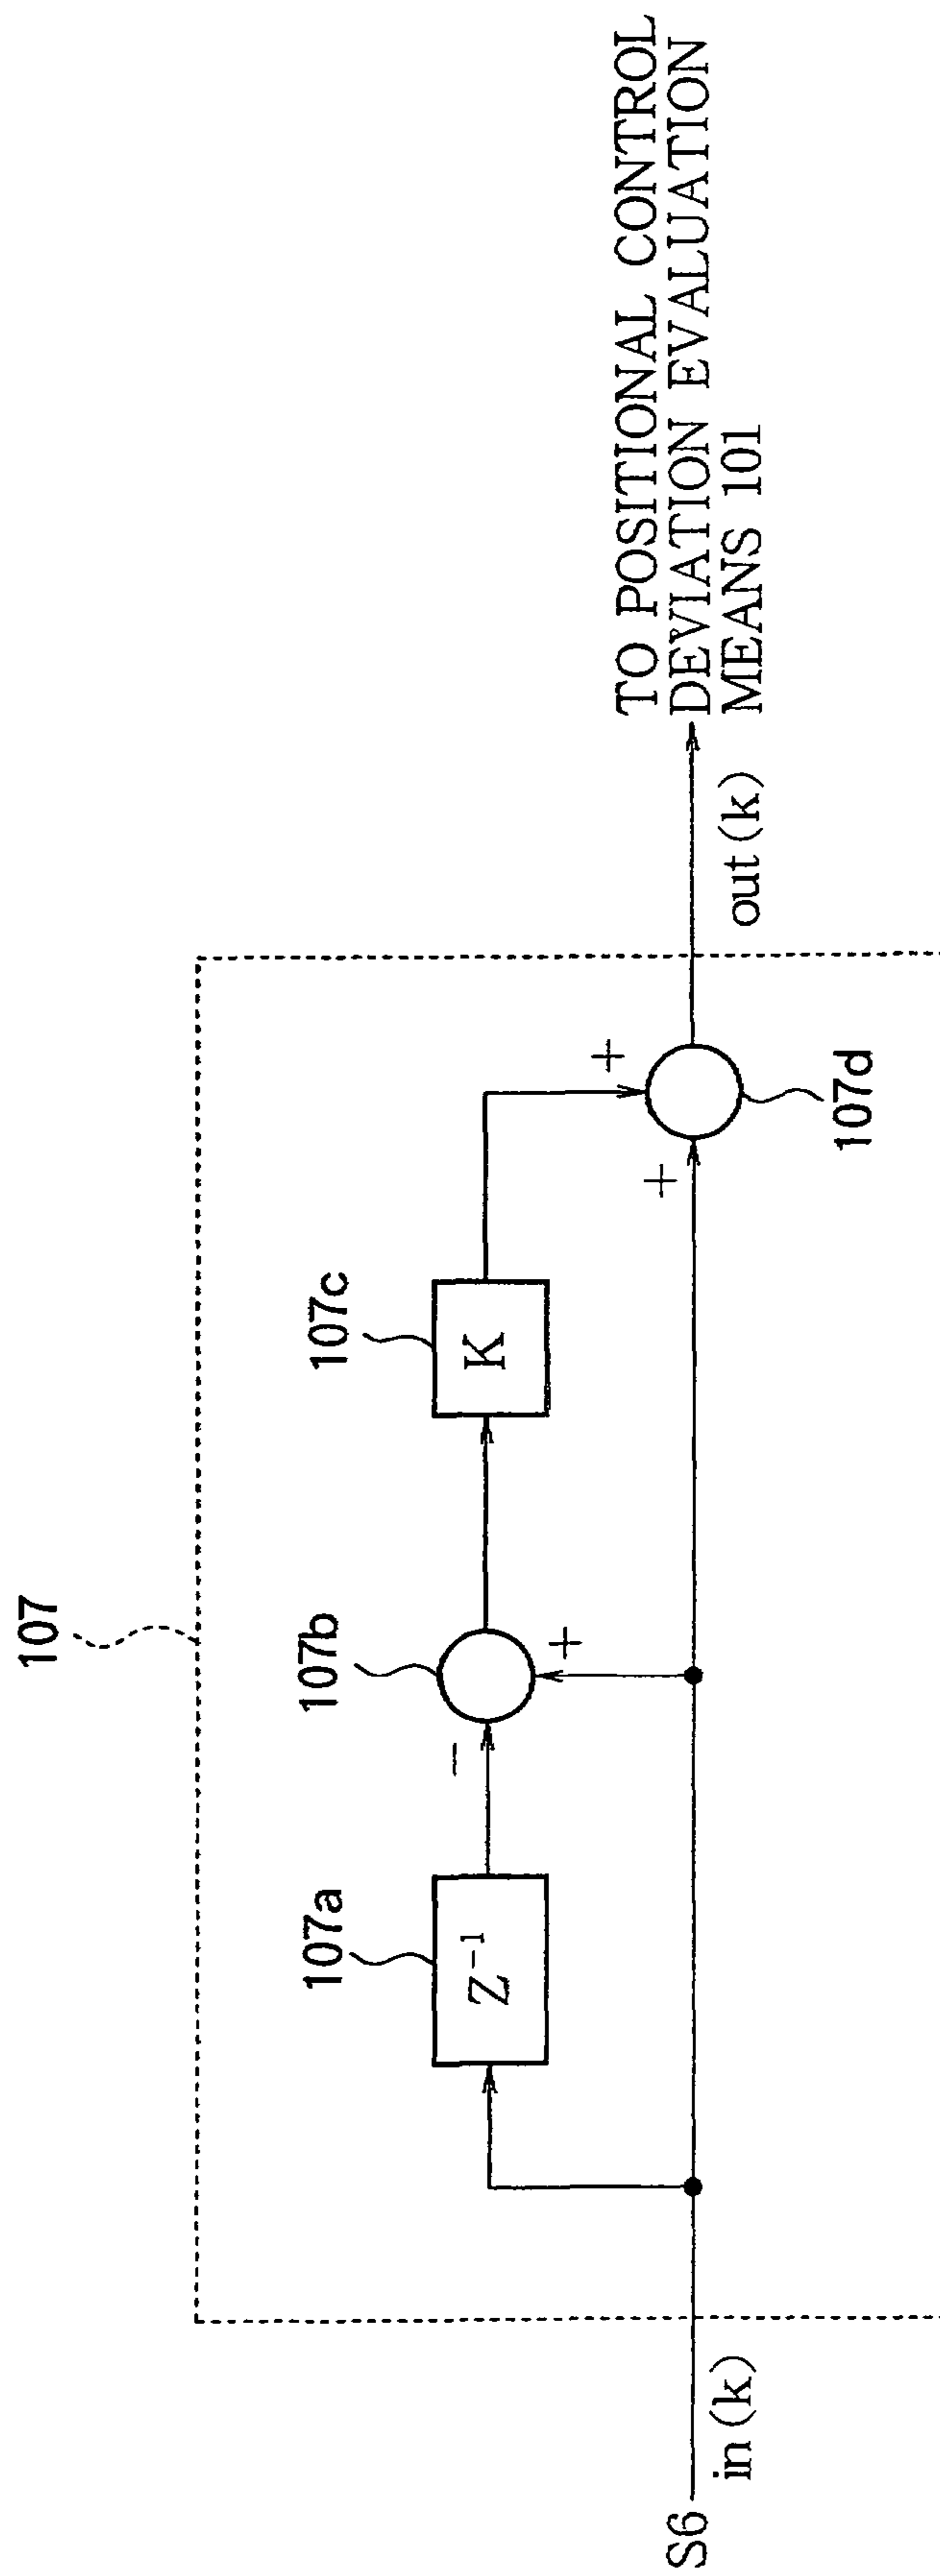 107
107a
Z⁻¹
−
107b
+
107c
K
+
+
107d
S6
in(k)
out(k)
TO POSITIONAL CONTROL
DEVIATION EVALUATION
MEANS 101